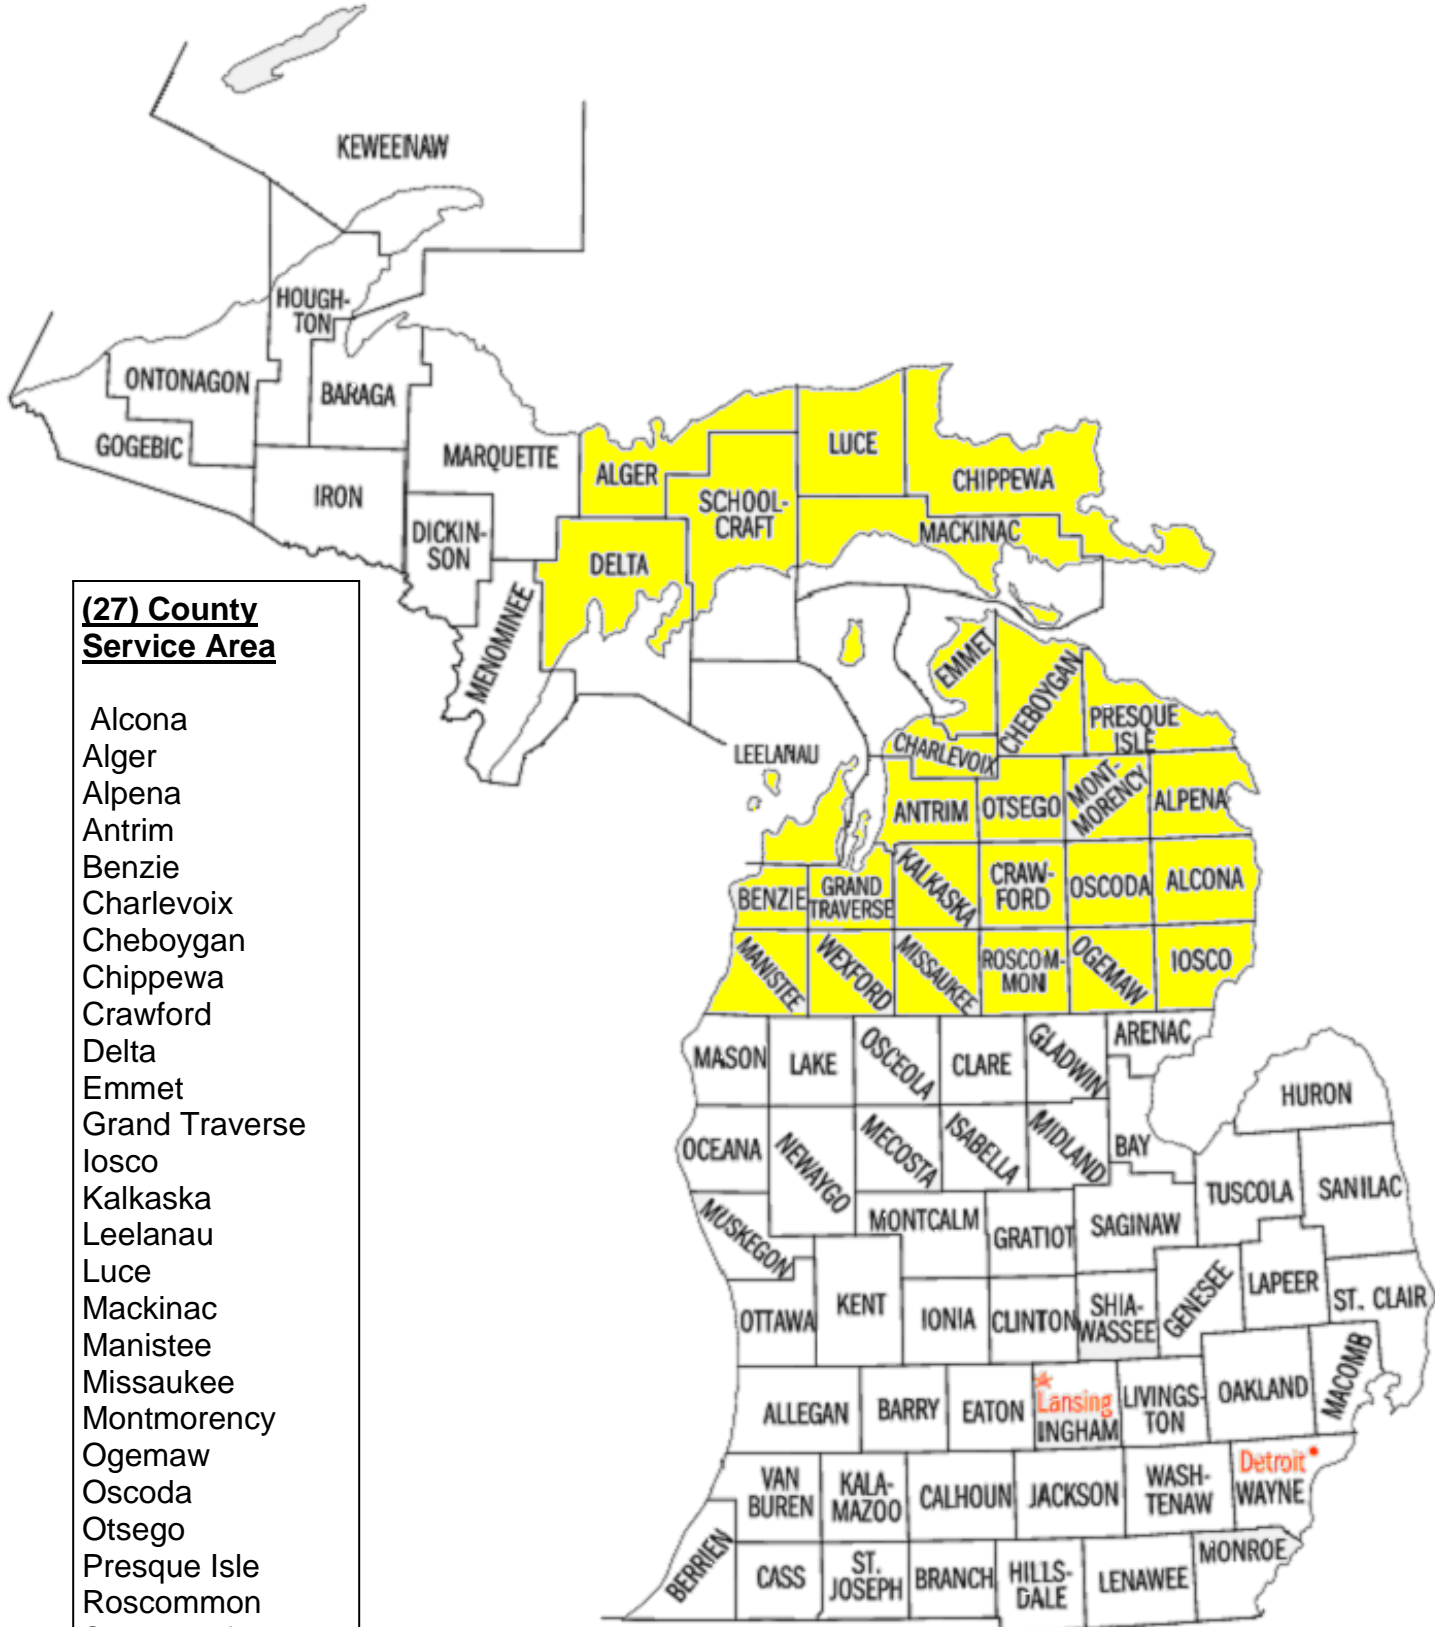 KEWEENAW
HOUGH-
TON
ONTONAGON
BARAGA
GOGEBIC
MARQUETTE
IRON
DICKIN-
SON
MENOMINEE
ALGER
LUCE
CHIPPEWA
SCHOOL-
CRAFT
MACKINAC
DELTA
(27) County
Service Area
Alcona
Alger
Alpena
Antrim
Benzie
Charlevoix
Cheboygan
Chippewa
Crawford
Delta
Emmet
Grand Traverse
Iosco
Kalkaska
Leelanau
Luce
Mackinac
Manistee
Missaukee
Montmorency
Ogemaw
Oscoda
Otsego
Presque Isle
Roscommon
EMMET
CHEBOYGAN
PRESQUE
ISLE
LEELANAU
CHARLEVOIX
ANTRIM
OTSEGO
MONT-
MORENCY
ALPENA
BENZIE
GRAND
TRAVERSE
KALKASKA
CRAW-
FORD
OSCODA
ALCONA
MANISTEE
WEXFORD
MISSAUKEE
ROSCOM-
MON
OGEMAW
IOSCO
MASON
LAKE
OSCEOLA
CLARE
GLADWIN
ARENAC
HURON
OCEANA
NEWAYGO
MECOSTA
ISABELLA
MIDLAND
BAY
TUSCOLA
SANILAC
MUSKEGON
MONTCALM
GRATIOT
SAGINAW
OTTAWA
KENT
IONIA
CLINTON
SHIA-
WASSEE
GENESEE
LAPEER
ST. CLAIR
ALLEGAN
BARRY
EATON
Lansing
INGHAM
LIVINGS-
TON
OAKLAND
MACOMB
VAN
BUREN
KALA-
MAZOO
CALHOUN
JACKSON
WASH-
TENAW
Detroit
WAYNE
BERRIEN
CASS
ST.
JOSEPH
BRANCH
HILLS-
DALE
LENAWEE
MONROE